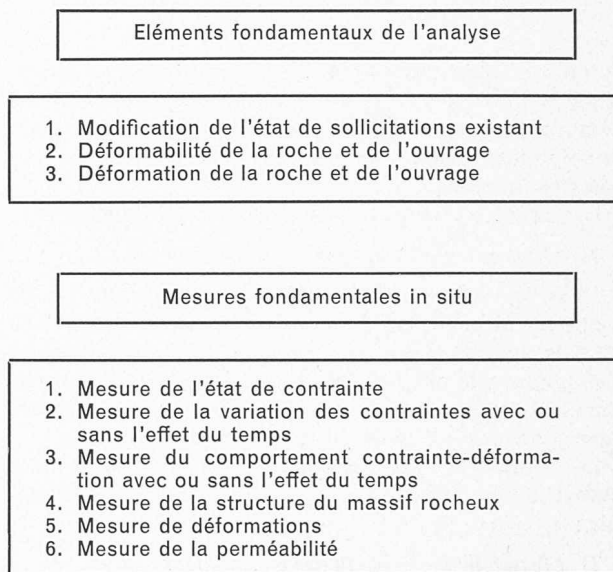 Eléments fondamentaux de l'analyse
1. Modification de l'état de sollicitations existant
2. Déformabilité de la roche et de l'ouvrage
3. Déformation de la roche et de l'ouvrage
Mesures fondamentales in situ
1. Mesure de l'état de contrainte
2. Mesure de la variation des contraintes avec ou
sans l'effet du temps
3. Mesure du comportement contrainte-déforma-
tion avec ou sans l'effet du temps
4. Mesure de la structure du massif rocheux
5. Mesure de déformations
6. Mesure de la perméabilité